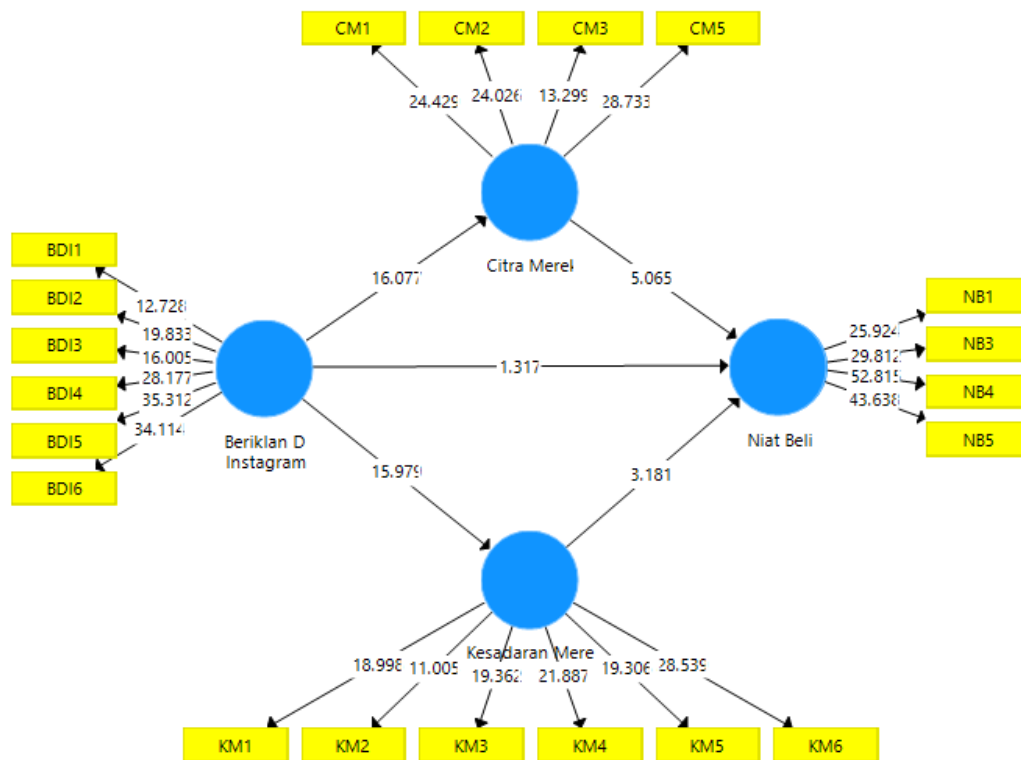 CM1 CM2 CM3 CM5
24.429 24.026 13.299 28.733
Citra Merek
BDI1
BDI2
BDI3
BDI4
BDI5
BDI6
12.728
19.833
16.005
28.177
35.312
34.114
Beriklan D
Instagram
16.077
5.065
1.317
15.979
3.181
Niat Beli
25.924
29.812
52.815
43.638
NB1
NB3
NB4
NB5
Kesadaran Mere
18.998 11.005 19.362 21.887 19.306 28.539
KM1 KM2 KM3 KM4 KM5 KM6